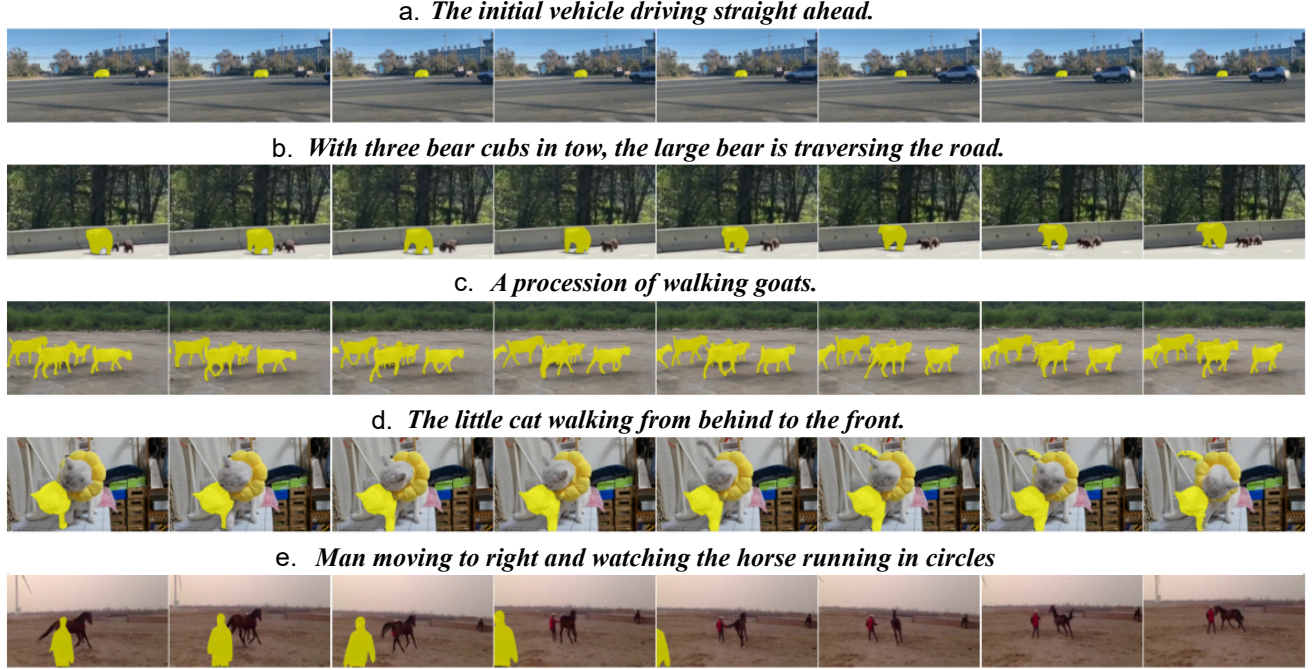 a. The initial vehicle driving straight ahead.
b. With three bear cubs in tow, the large bear is traversing the road.
c. A procession of walking goats.
d. The little cat walking from behind to the front.
e. Man moving to right and watching the horse running in circles